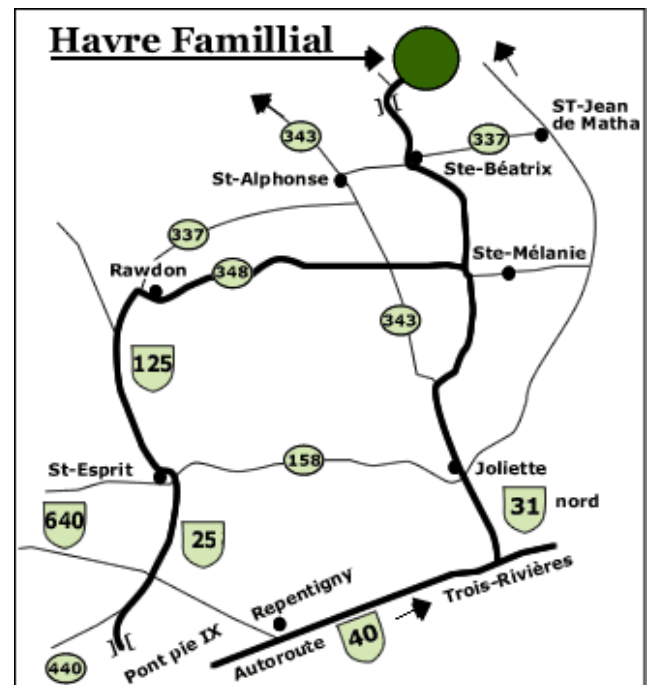 Havre Famillial
ST-Jean
de Matha
343
337
St-Alphonse
Ste-Béatrix
337
Ste-Mélanie
Rawdon
348
343
125
St-Esprit
158
Joliette
640
25
31
nord
Repentigny
Trois-Rivières
Pont pie IX
40
Autoroute
440